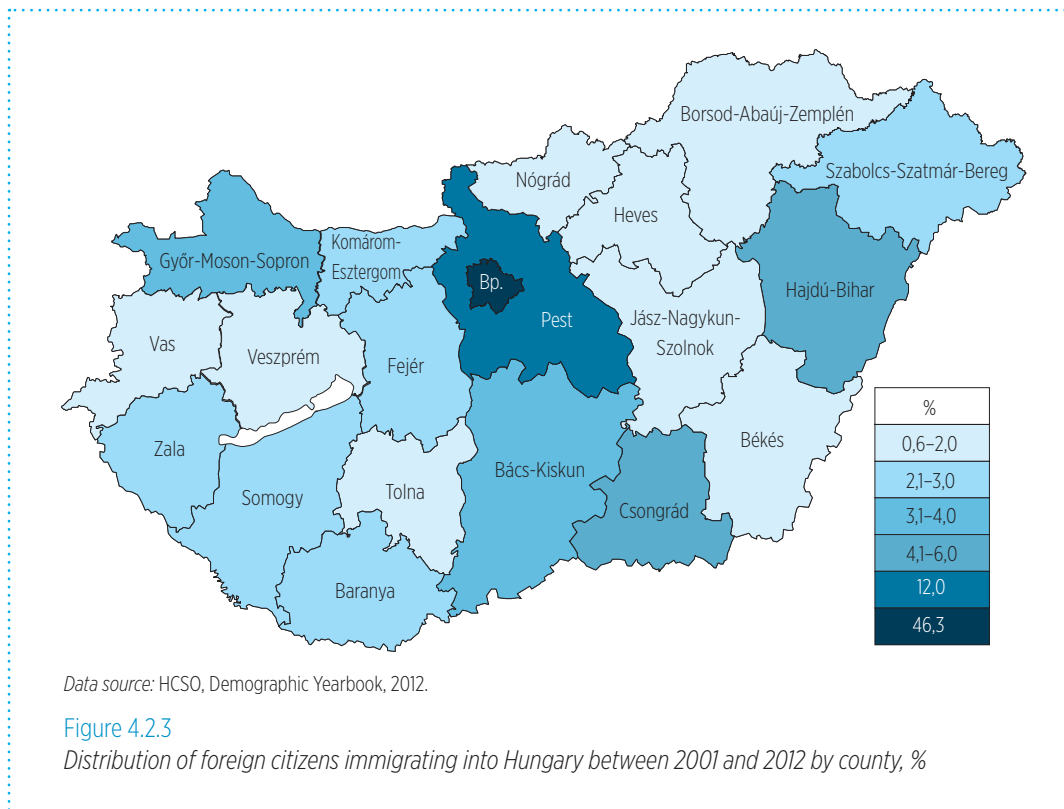 Borsod-Abaúj-Zemplén
Szabolcs-Szatmár-Bereg
Nógrád
Heves
Komárom-
Esztergom
Győr-Moson-Sopron
Bp.
Hajdú-Bihar
Pest
Jász-Nagykun-
Szolnok
Vas
Veszprém
Fejér
Zala
Békés
Bács-Kiskun
Somogy
Tolna
Csongrád
Baranya
%
0,6–2,0
2,1–3,0
3,1–4,0
4,1–6,0
12,0
46,3
Data source: HCSO, Demographic Yearbook, 2012.
Figure 4.2.3
Distribution of foreign citizens immigrating into Hungary between 2001 and 2012 by county, %